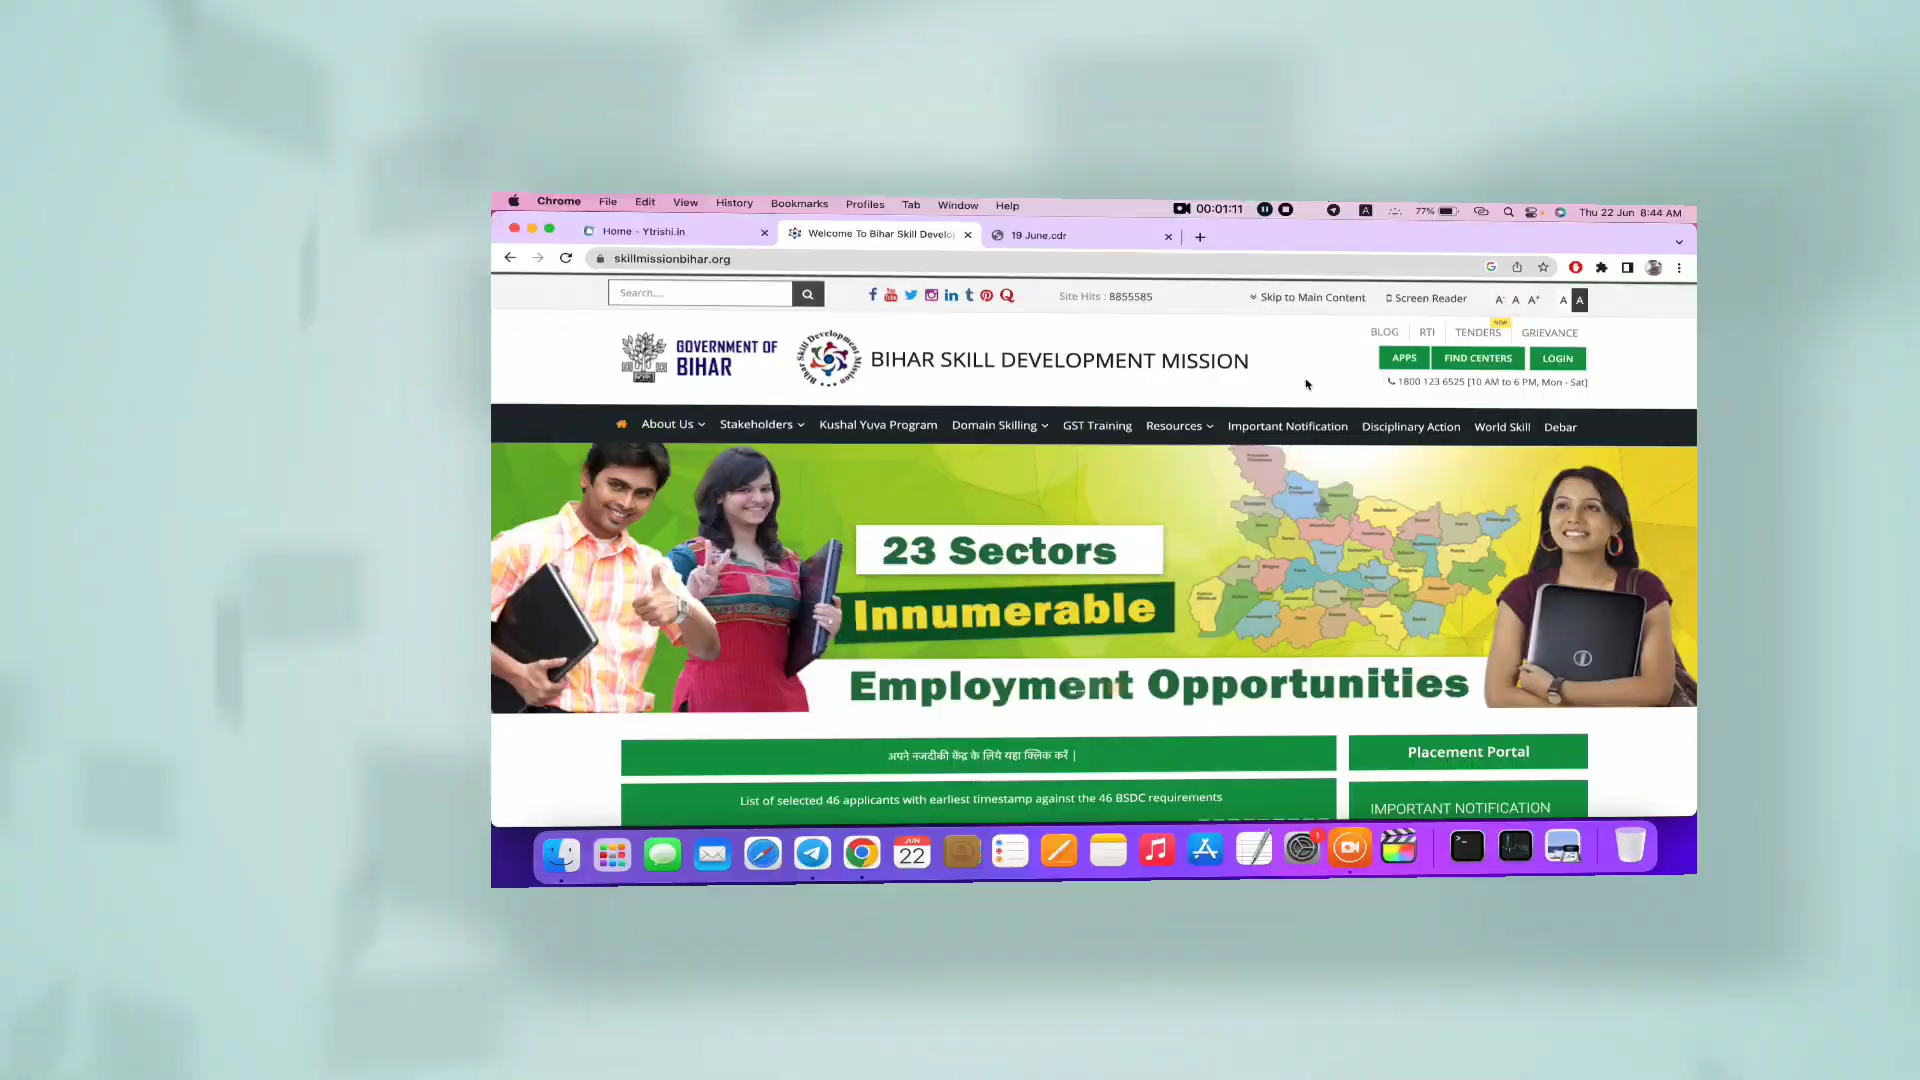 Chrome File Edit View History Bookmarks Profiles Tab Window Help 00:01:11 A 77% Thu 22 Jun 8:44 AM
Home - Ytrishi.in Welcome To Bihar Skill Develo 19 June.cdr
skillmissionbihar.org
Search.... Site Hits : 8855585 Skip to Main Content Screen Reader A- A A+ A A
BLOG RTI TENDERS NEW GRIEVANCE
GOVERNMENT OF
BIHAR
Bihar Skill Development Mission
BIHAR SKILL DEVELOPMENT MISSION
APPS FIND CENTERS LOGIN
1800 123 6525 [10 AM to 6 PM, Mon - Sat]
About Us Stakeholders Kushal Yuva Program Domain Skilling GST Training Resources Important Notification Disciplinary Action World Skill Debar
23 Sectors
Innumerable
Employment Opportunities
अपने नजदीकी केंद्र के लिये यहा क्लिक करें |
Placement Portal
List of selected 46 applicants with earliest timestamp against the 46 BSDC requirements
IMPORTANT NOTIFICATION
JUN
22
1